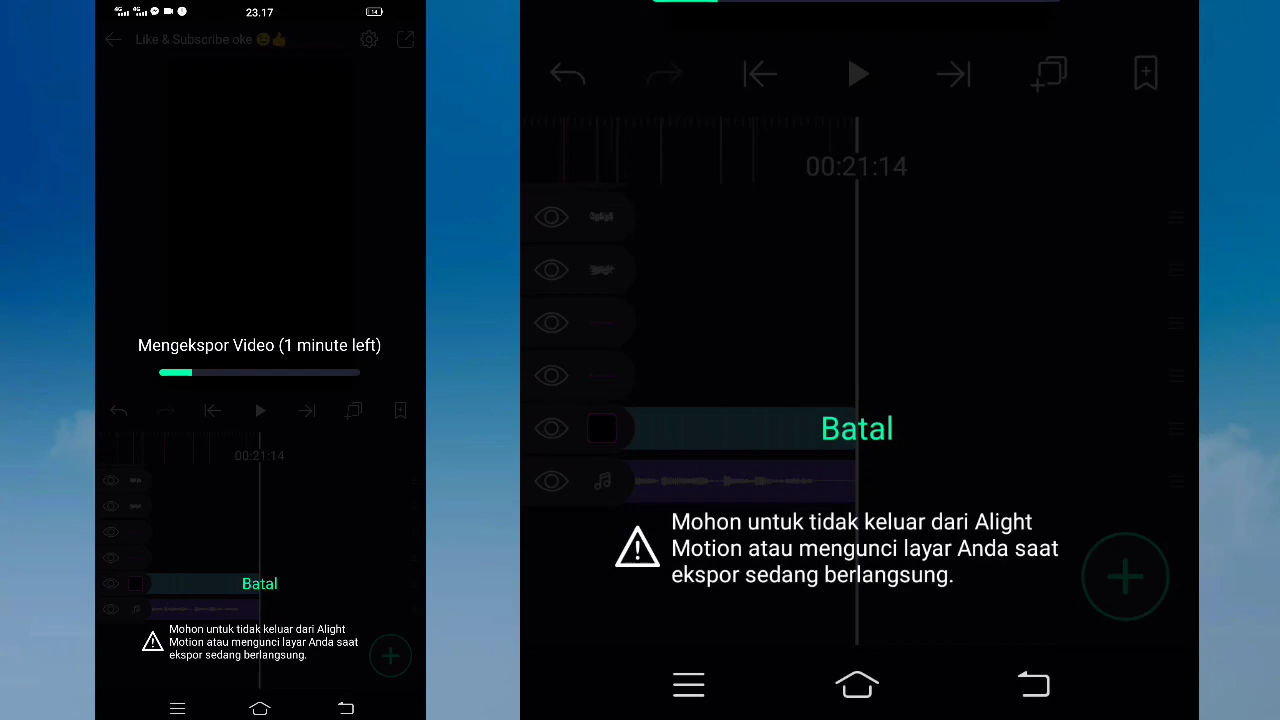 23.17
14
Like & Subscribe oke 😆👍
Mengekspor Video (1 minute left)
00:21:14
Batal
Mohon untuk tidak keluar dari Alight
Motion atau mengunci layar Anda saat
ekspor sedang berlangsung.
00:21:14
Batal
Mohon untuk tidak keluar dari Alight
Motion atau mengunci layar Anda saat
ekspor sedang berlangsung.